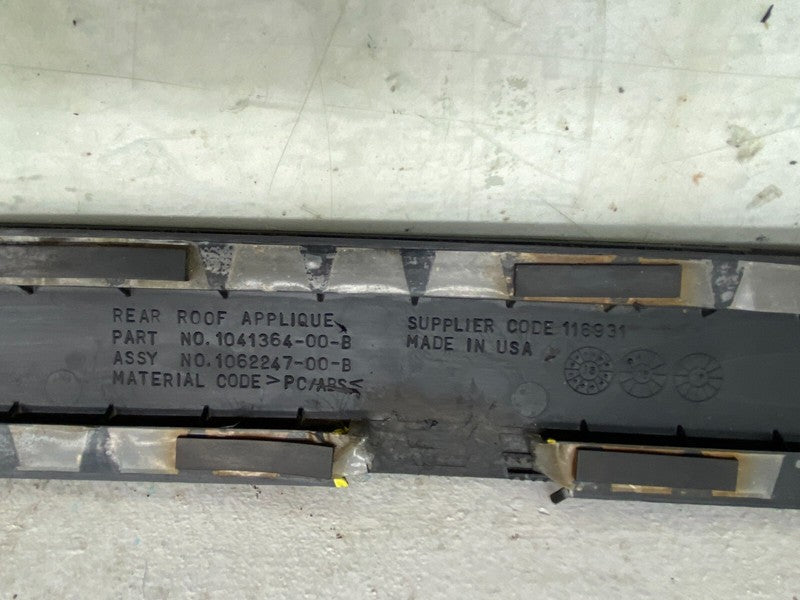 REAR ROOF APPLIQUE
PART NO. 1041364-00-B
ASSY NO. 1062247-00-B
MATERIAL CODE > PC/ABS <
SUPPLIER CODE 116931
MADE IN USA